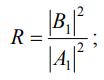 R = |B₁|² / |A₁|² ;